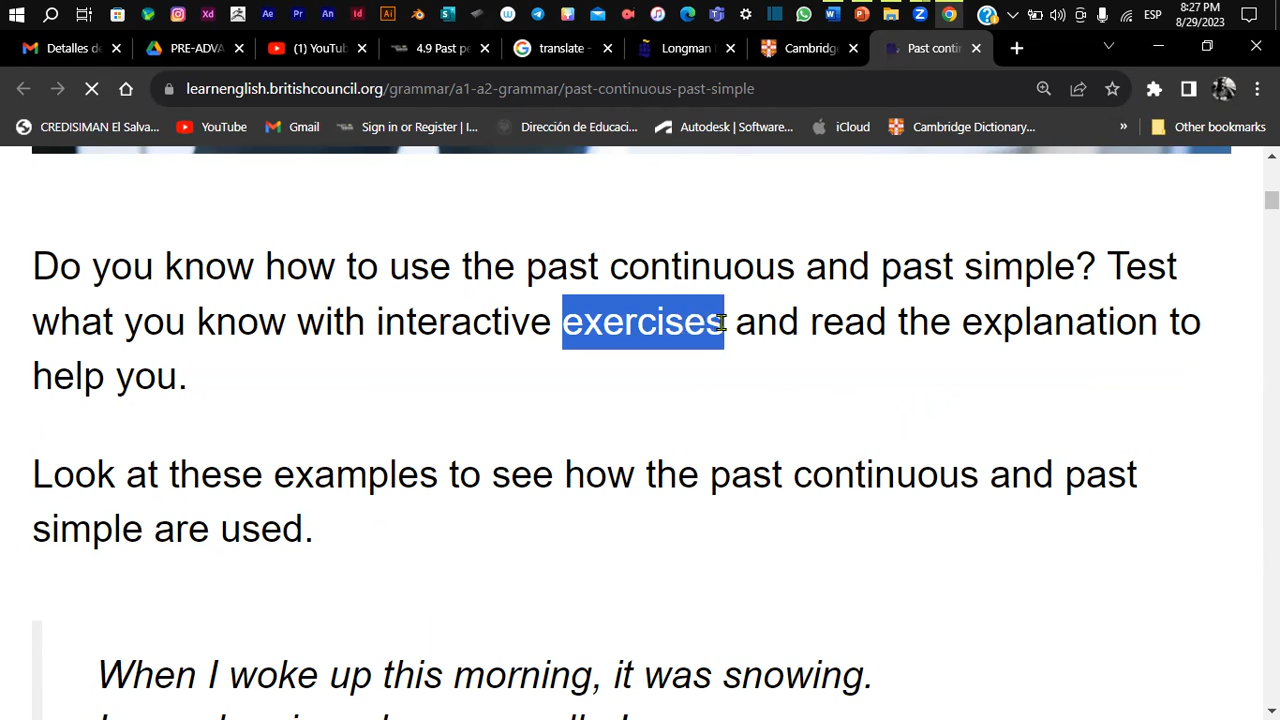 8:27 PM
ESP
8/29/2023
Detalles de
PRE-ADVA
(1) YouTub
4.9 Past pe
translate -
Longman
Cambridg
Past conti
learnenglish.britishcouncil.org/grammar/a1-a2-grammar/past-continuous-past-simple
CREDISIMAN El Salva...
YouTube
Gmail
Sign in or Register | I...
Dirección de Educaci...
Autodesk | Software...
iCloud
Cambridge Dictionary...
»
Other bookmarks
Do you know how to use the past continuous and past simple? Test
what you know with interactive exercises and read the explanation to
help you.
Look at these examples to see how the past continuous and past
simple are used.
When I woke up this morning, it was snowing.